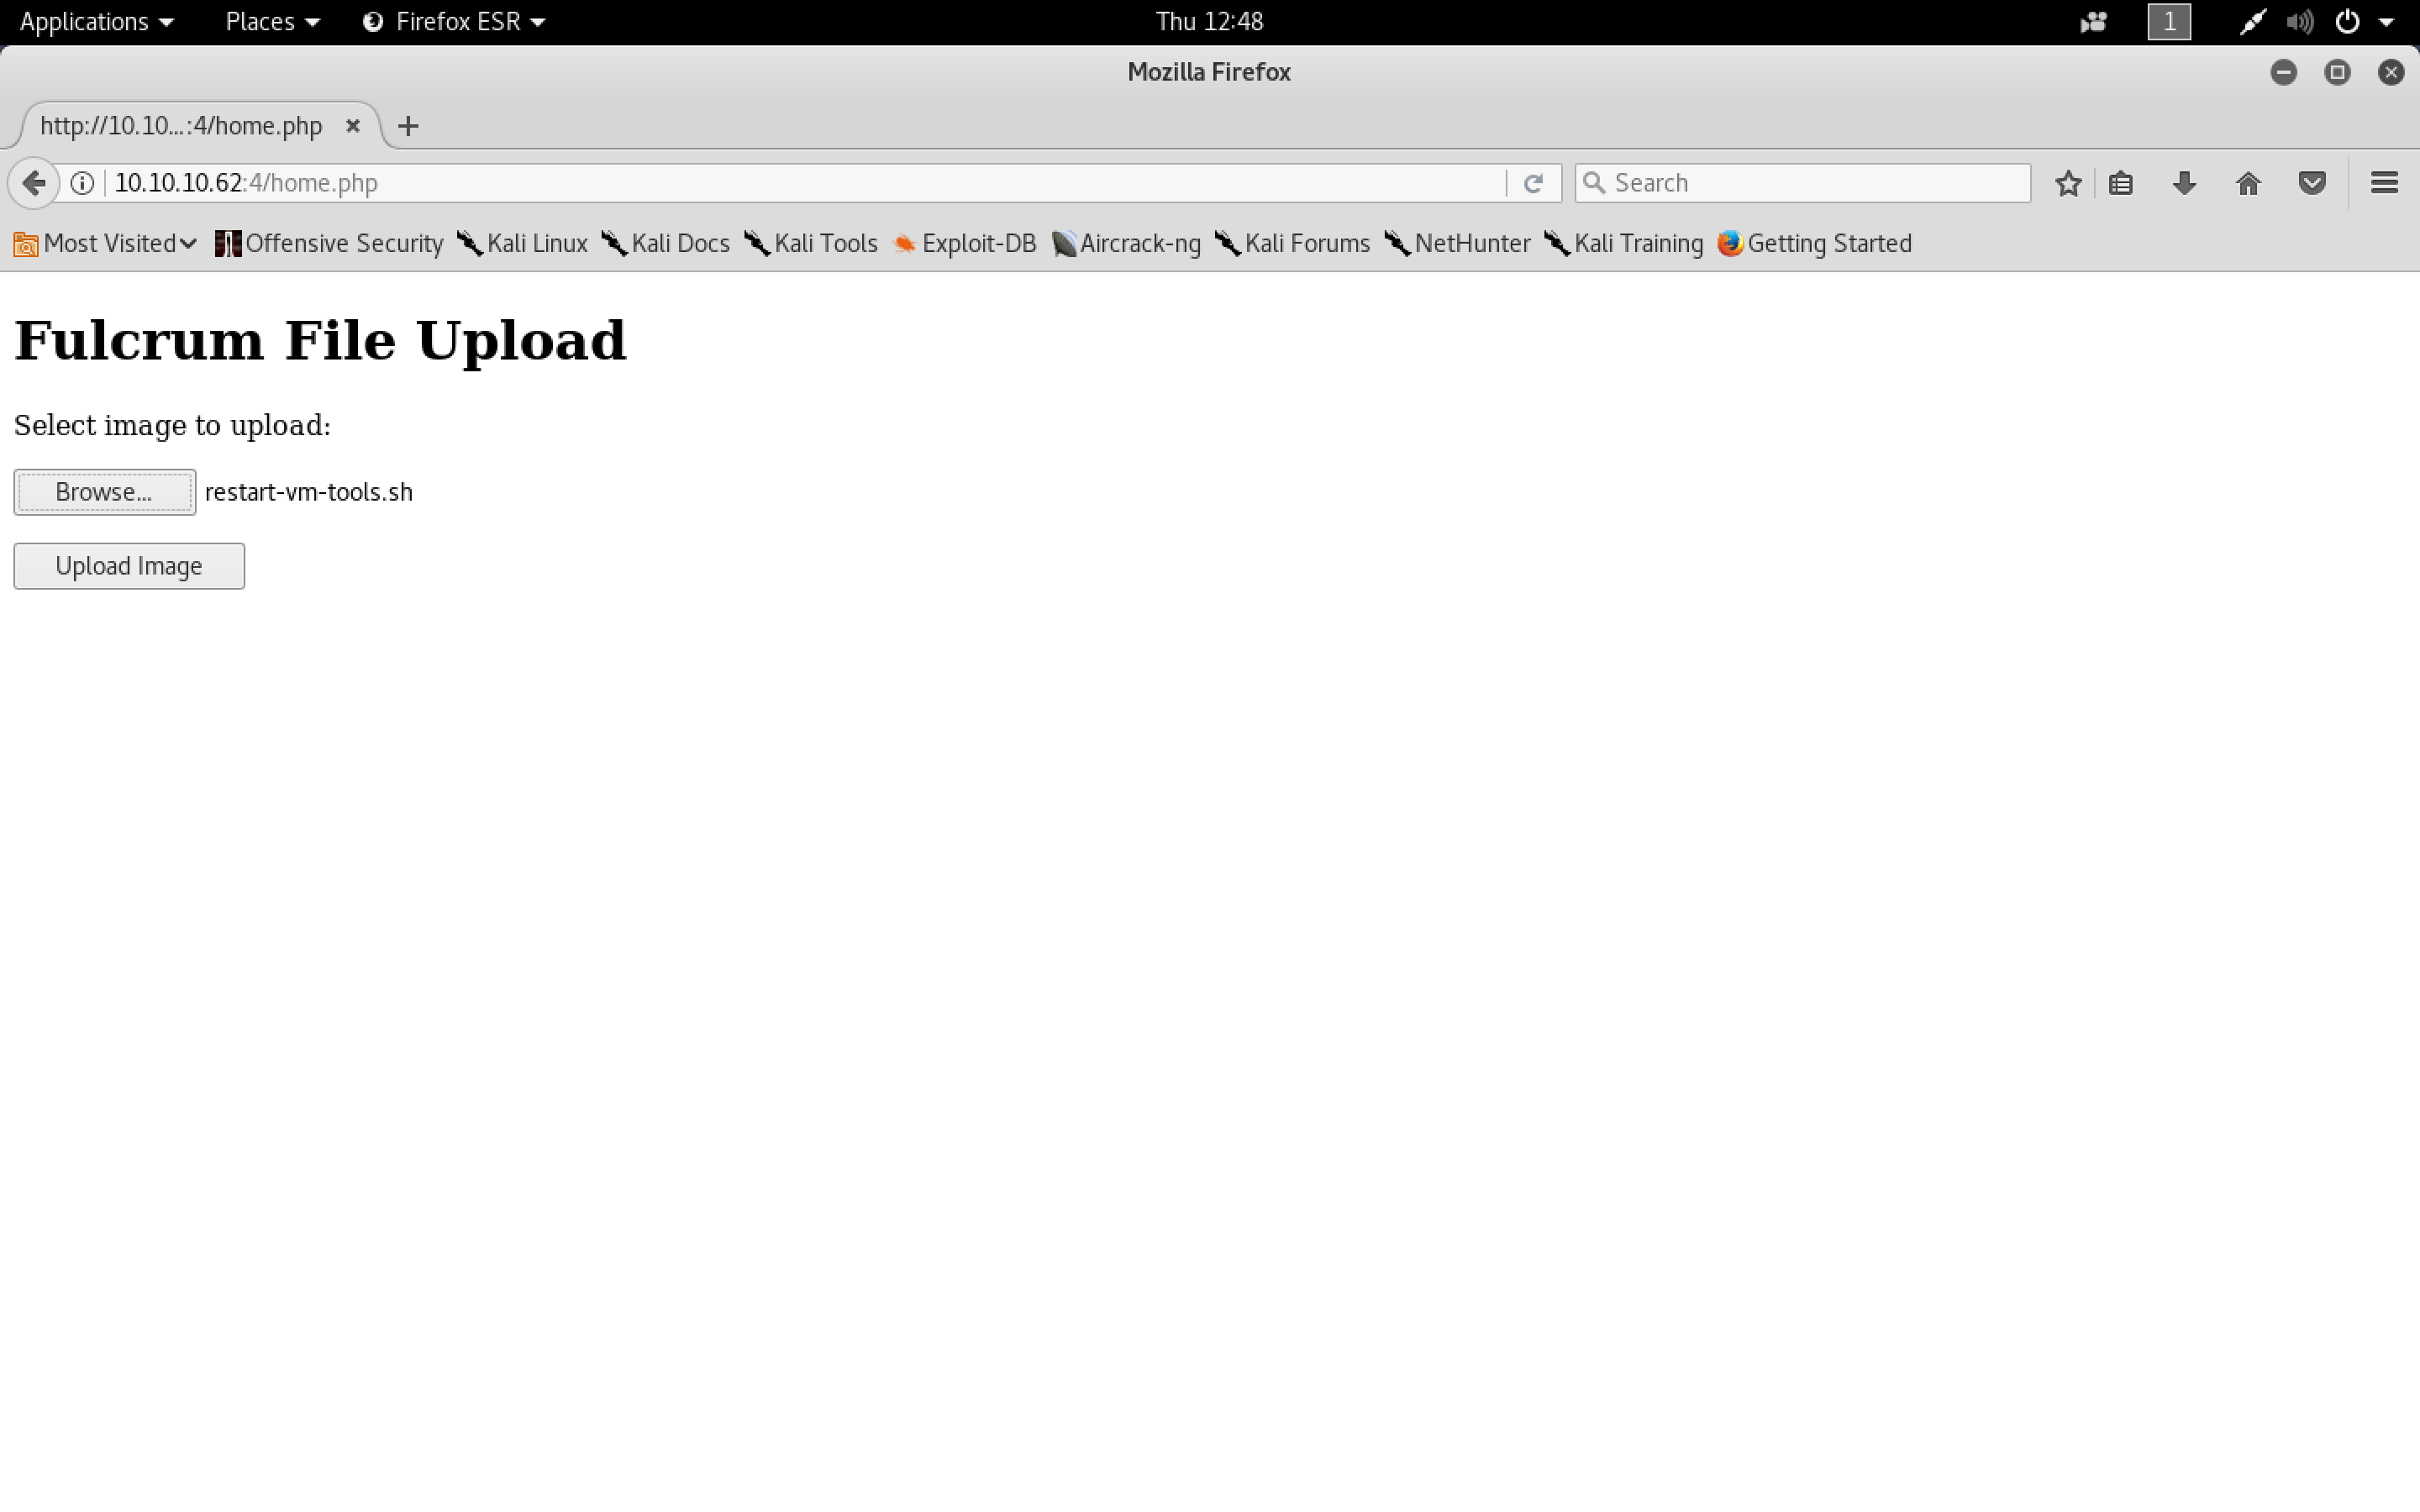 Applications Places Firefox ESR Thu 12:48 1
Mozilla Firefox
http://10.10...:4/home.php
10.10.10.62:4/home.php Search
Most Visited Offensive Security Kali Linux Kali Docs Kali Tools Exploit-DB Aircrack-ng Kali Forums NetHunter Kali Training Getting Started
Fulcrum File Upload
Select image to upload:
Browse... restart-vm-tools.sh
Upload Image